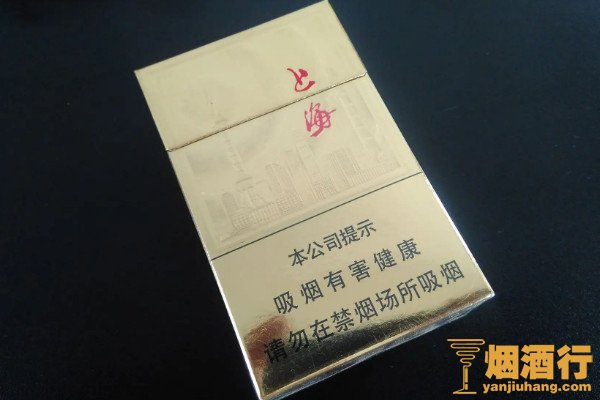 上海
本公司提示
吸烟有害健康
请勿在禁烟场所吸烟
烟酒行
yanjiuhang.com